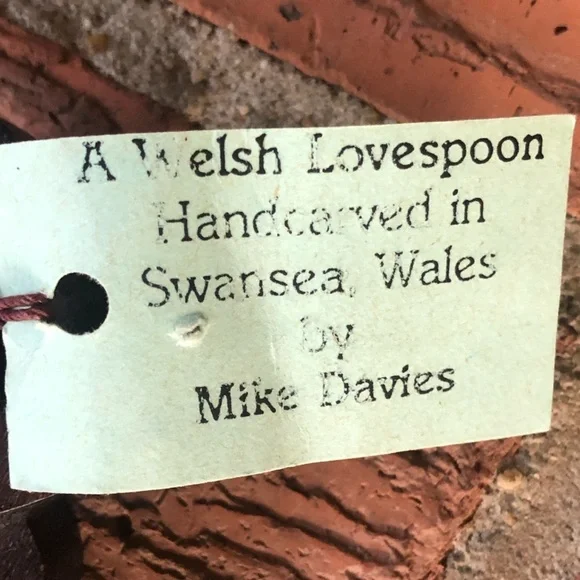 A Welsh Lovespoon
Handcarved in
Swansea, Wales
by
Mike Davies